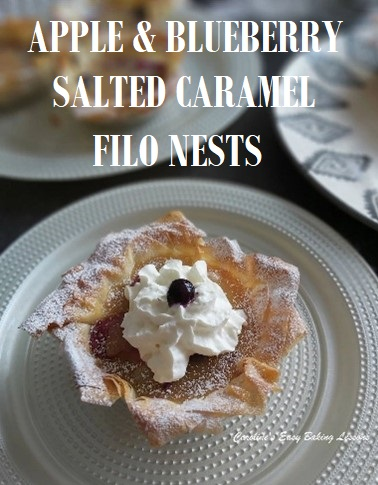 APPLE & BLUEBERRY
SALTED CARAMEL
FILO NESTS
Caroline's Easy Baking Lessons